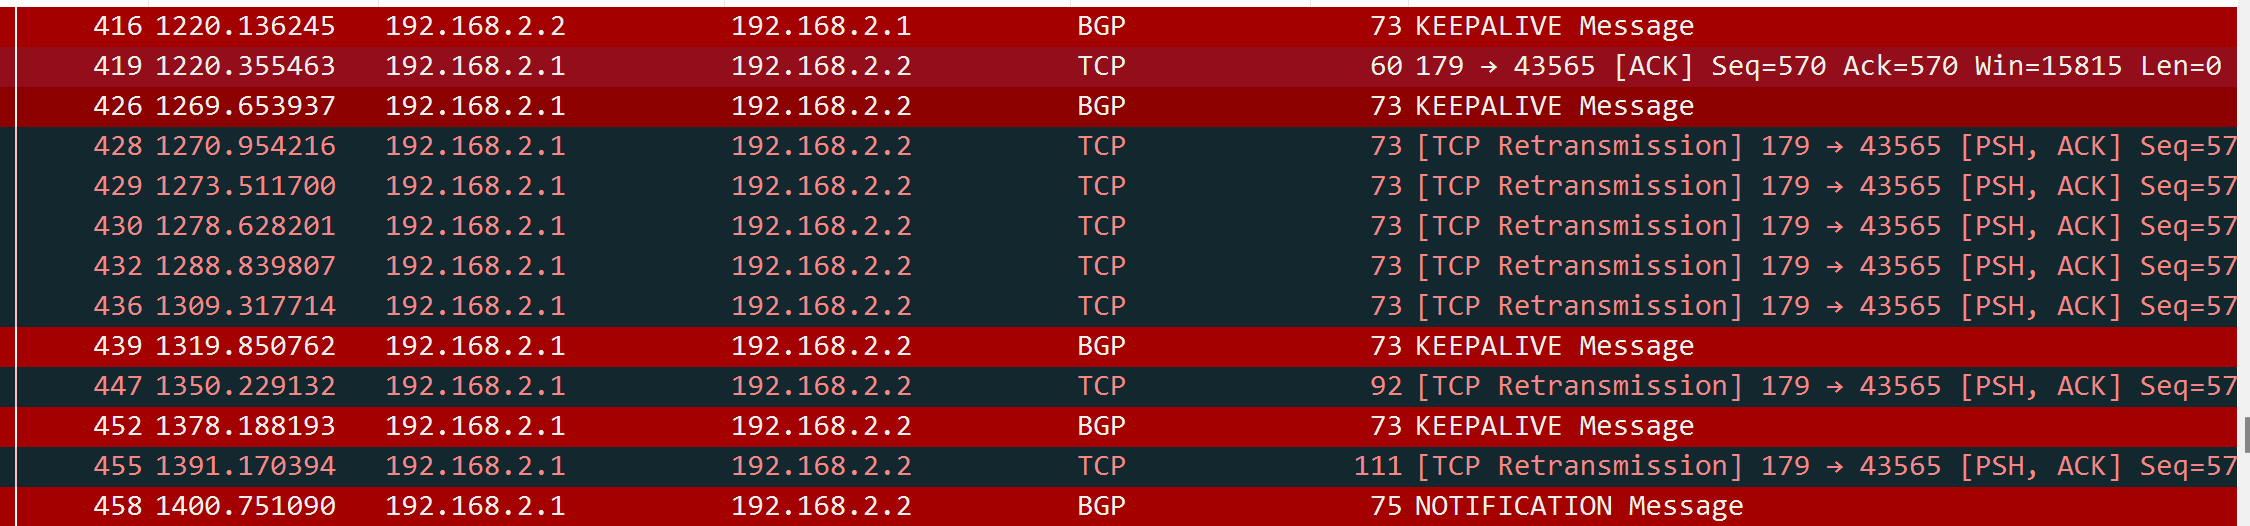 416 1220.136245 192.168.2.2 192.168.2.1 BGP 73 KEEPALIVE Message
419 1220.355463 192.168.2.1 192.168.2.2 TCP 60 179 → 43565 [ACK] Seq=570 Ack=570 Win=15815 Len=0
426 1269.653937 192.168.2.1 192.168.2.2 BGP 73 KEEPALIVE Message
428 1270.954216 192.168.2.1 192.168.2.2 TCP 73 [TCP Retransmission] 179 → 43565 [PSH, ACK] Seq=57
429 1273.511700 192.168.2.1 192.168.2.2 TCP 73 [TCP Retransmission] 179 → 43565 [PSH, ACK] Seq=57
430 1278.628201 192.168.2.1 192.168.2.2 TCP 73 [TCP Retransmission] 179 → 43565 [PSH, ACK] Seq=57
432 1288.839807 192.168.2.1 192.168.2.2 TCP 73 [TCP Retransmission] 179 → 43565 [PSH, ACK] Seq=57
436 1309.317714 192.168.2.1 192.168.2.2 TCP 73 [TCP Retransmission] 179 → 43565 [PSH, ACK] Seq=57
439 1319.850762 192.168.2.1 192.168.2.2 BGP 73 KEEPALIVE Message
447 1350.229132 192.168.2.1 192.168.2.2 TCP 92 [TCP Retransmission] 179 → 43565 [PSH, ACK] Seq=57
452 1378.188193 192.168.2.1 192.168.2.2 BGP 73 KEEPALIVE Message
455 1391.170394 192.168.2.1 192.168.2.2 TCP 111 [TCP Retransmission] 179 → 43565 [PSH, ACK] Seq=57
458 1400.751090 192.168.2.1 192.168.2.2 BGP 75 NOTIFICATION Message